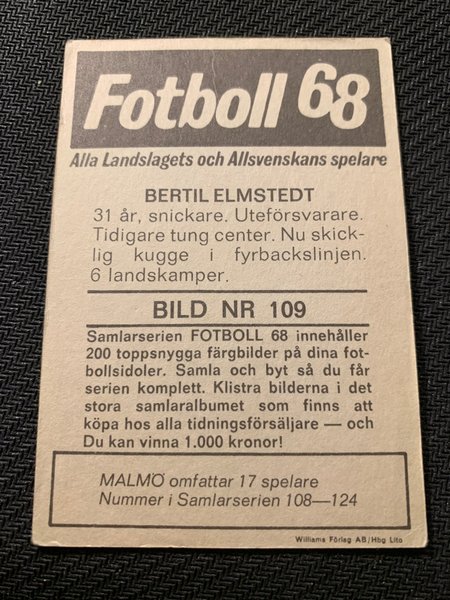 Fotboll 68
Alla Landslagets och Allsvenskans spelare
BERTIL ELMSTEDT
31 år, snickare. Uteförsvarare.
Tidigare tung center. Nu skick-
lig kugge i fyrbackslinjen.
6 landskamper.
BILD NR 109
Samlarserien FOTBOLL 68 innehåller
200 toppsnygga färgbilder på dina fot-
bollsidoler. Samla och byt så du får
serien komplett. Klistra bilderna i det
stora samlaralbumet som finns att
köpa hos alla tidningsförsäljare — och
Du kan vinna 1.000 kronor!
MALMÖ omfattar 17 spelare
Nummer i Samlarserien 108—124
Williams Förlag AB/Hbg Lito